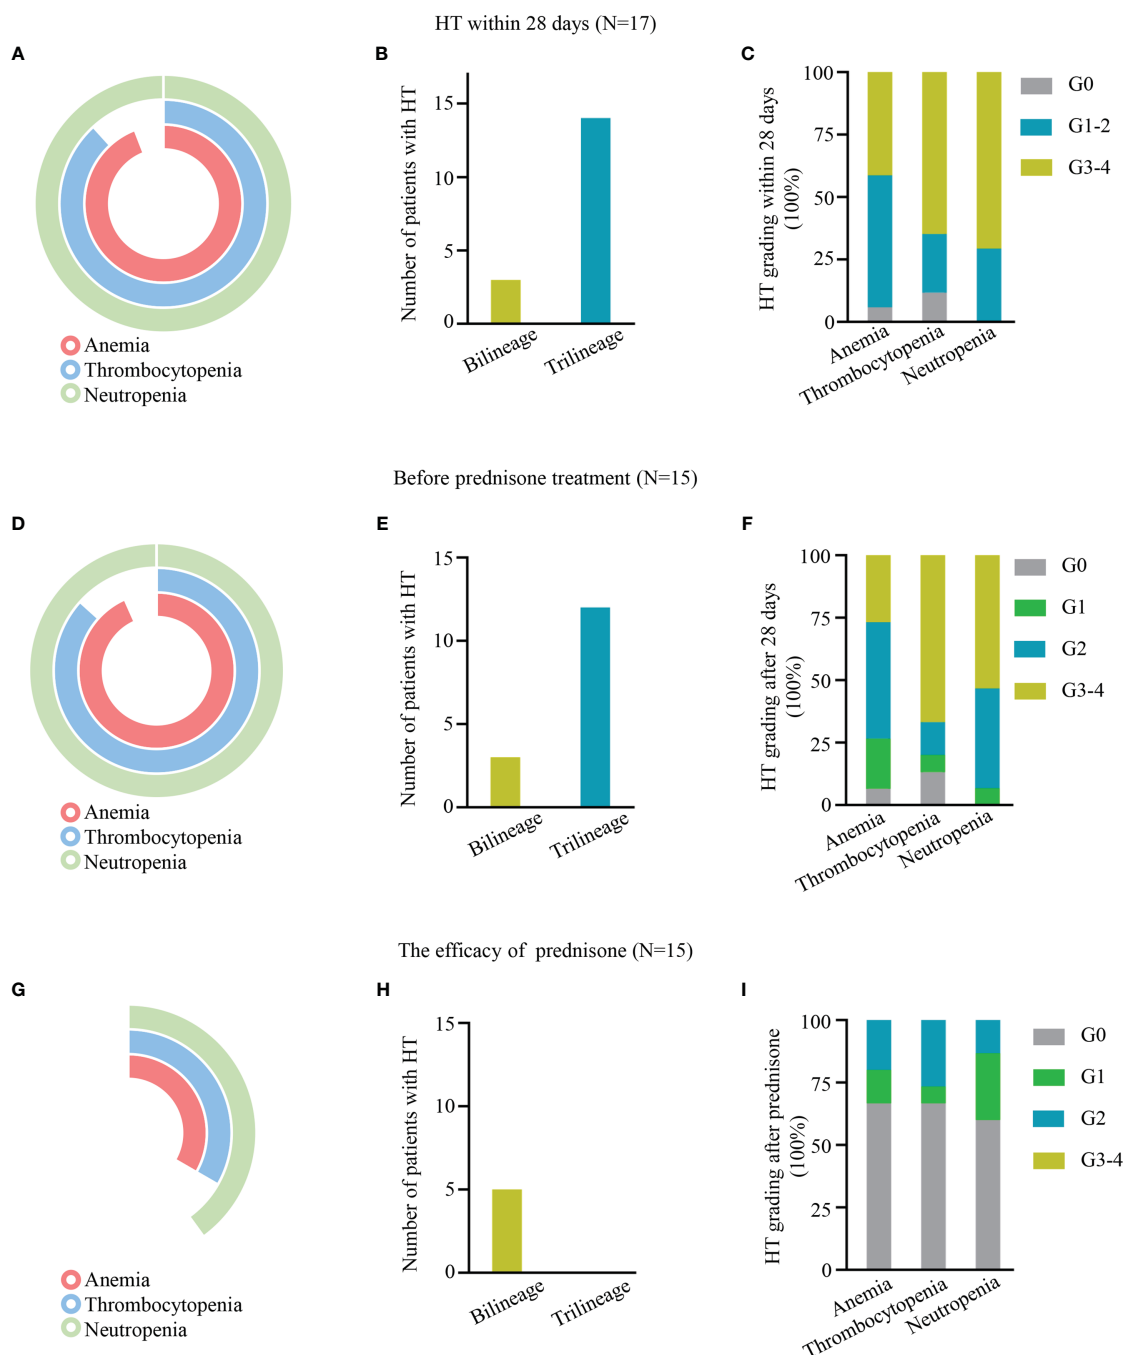 HT within 28 days (N=17)
A
Anemia
Thrombocytopenia
Neutropenia
B
Number of patients with HT
15
10
5
0
Bilineage
Trilineage
C
HT grading within 28 days
(100%)
100
75
50
25
0
Anemia
Thrombocytopenia
Neutropenia
G0
G1-2
G3-4
Before prednisone treatment (N=15)
D
Anemia
Thrombocytopenia
Neutropenia
E
Number of patients with HT
15
10
5
0
Bilineage
Trilineage
F
HT grading after 28 days
(100%)
100
75
50
25
0
Anemia
Thrombocytopenia
Neutropenia
G0
G1
G2
G3-4
The efficacy of prednisone (N=15)
G
Anemia
Thrombocytopenia
Neutropenia
H
Number of patients with HT
15
10
5
0
Bilineage
Trilineage
I
HT grading after prednisone
(100%)
100
75
50
25
0
Anemia
Thrombocytopenia
Neutropenia
G0
G1
G2
G3-4